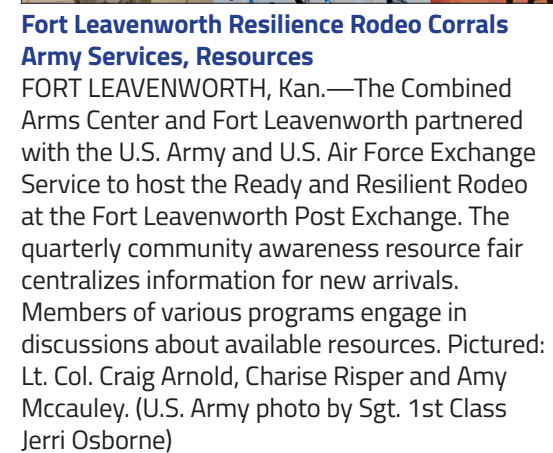 Fort Leavenworth Resilience Rodeo Corrals
Army Services, Resources
FORT LEAVENWORTH, Kan.—The Combined
Arms Center and Fort Leavenworth partnered
with the U.S. Army and U.S. Air Force Exchange
Service to host the Ready and Resilient Rodeo
at the Fort Leavenworth Post Exchange. The
quarterly community awareness resource fair
centralizes information for new arrivals.
Members of various programs engage in
discussions about available resources. Pictured:
Lt. Col. Craig Arnold, Charise Risper and Amy
Mccauley. (U.S. Army photo by Sgt. 1st Class
Jerri Osborne)